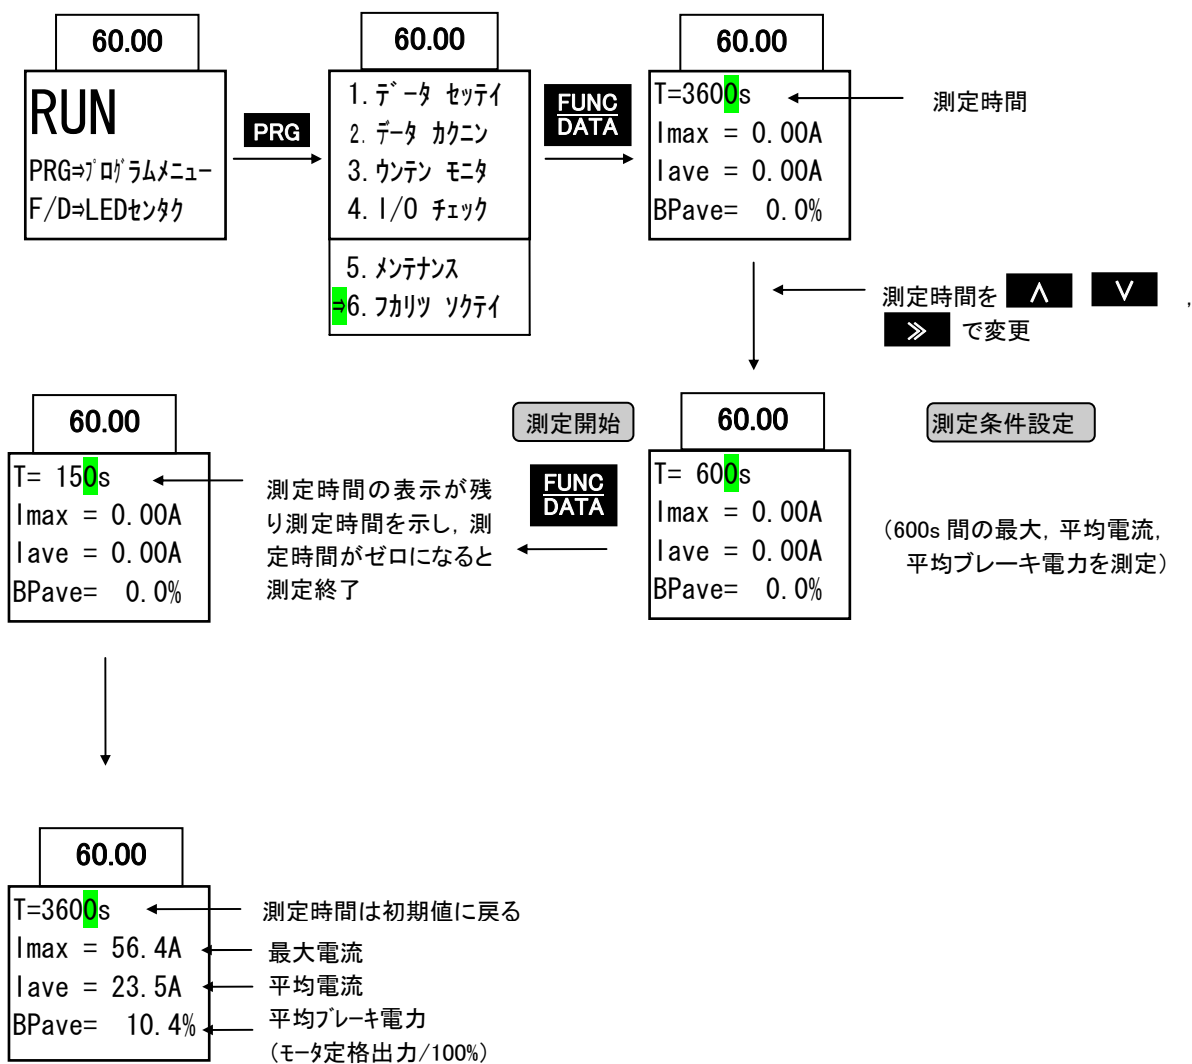 60.00
RUN
PRG⇒ﾌﾟﾛｸﾞﾗﾑﾒﾆｭｰ
F/D⇒LEDｾﾝﾀｸ
PRG
60.00
1. ﾃﾞｰﾀ ｾｯﾃｲ
2. ﾃﾞｰﾀ ｶｸﾆﾝ
3. ｳﾝﾃﾝ ﾓﾆﾀ
4. I/O ﾁｪｯｸ
5. ﾒﾝﾃﾅﾝｽ
⇒6. ﾌｶﾘﾂ ｿｸﾃｲ
FUNC
DATA
60.00
T=3600s
Imax = 0.00A
Iave = 0.00A
BPave= 0.0%
測定時間
測定時間を , ∧ ∨ ,
≫ で変更
60.00
T= 600s
Imax = 0.00A
Iave = 0.00A
BPave= 0.0%
測定条件設定
（600s 間の最大，平均電流，
平均ブレーキ電力を測定）
測定開始
FUNC
DATA
60.00
T= 150s
Imax = 0.00A
Iave = 0.00A
BPave= 0.0%
測定時間の表示が残
り測定時間を示し，測
定時間がゼロになると
測定終了
60.00
T=3600s
Imax = 56.4A
Iave = 23.5A
BPave= 10.4%
測定時間は初期値に戻る
最大電流
平均電流
平均ﾌﾞﾚｰｷ電力
（ﾓｰﾀ定格出力/100%）